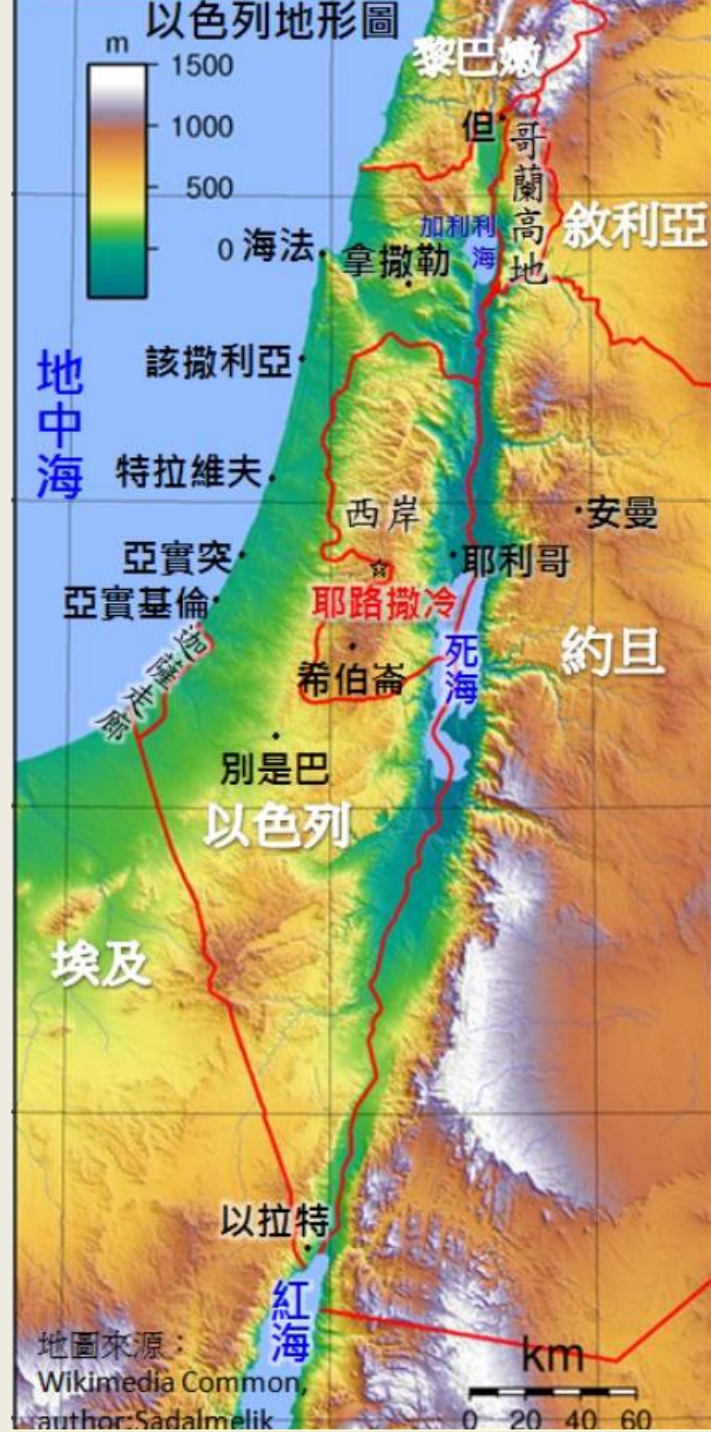 以色列地形圖
m
1500
1000
500
0
黎巴嫩
但
哥蘭高地
加利利
海
敘利亞
海法
拿撒勒
該撒利亞
地中海
特拉維夫
西岸
安曼
亞實突
耶利哥
亞實基倫
耶路撒冷
迦薩走廊
死海
約旦
希伯崙
別是巴
以色列
埃及
以拉特
紅海
地圖來源：
Wikimedia Common,
author:Sadalmelik
km
0 20 40 60